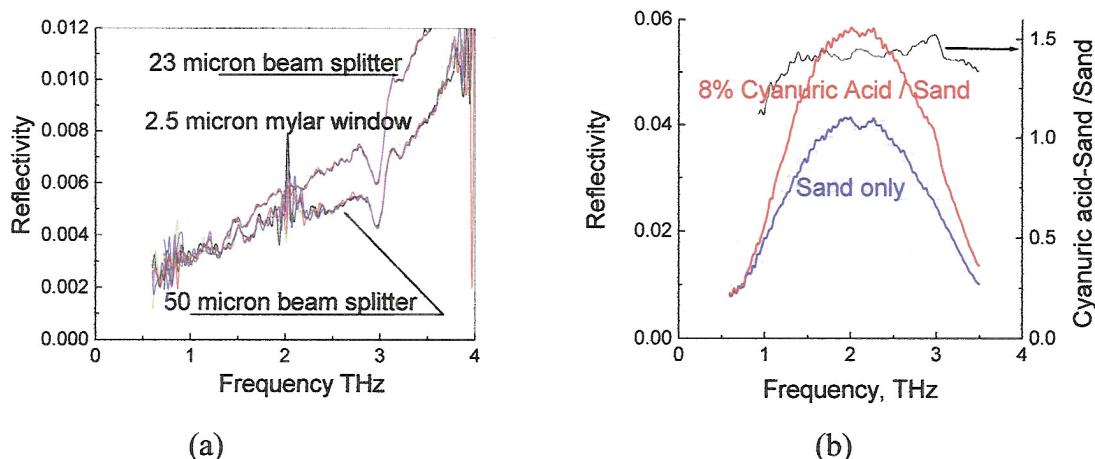 0.012
0.010
0.008
0.006
0.004
0.002
0.000
Reflectivity
23 micron beam splitter
2.5 micron mylar window
50 micron beam splitter
0
1
2
3
4
Frequency THz
(a)
0.06
0.04
0.02
0.00
Reflectivity
8% Cyanuric Acid / Sand
Sand only
1.5
1.0
0.5
0.0
Cyanuric acid-Sand /Sand
0
1
2
3
4
Frequency, THz
(b)